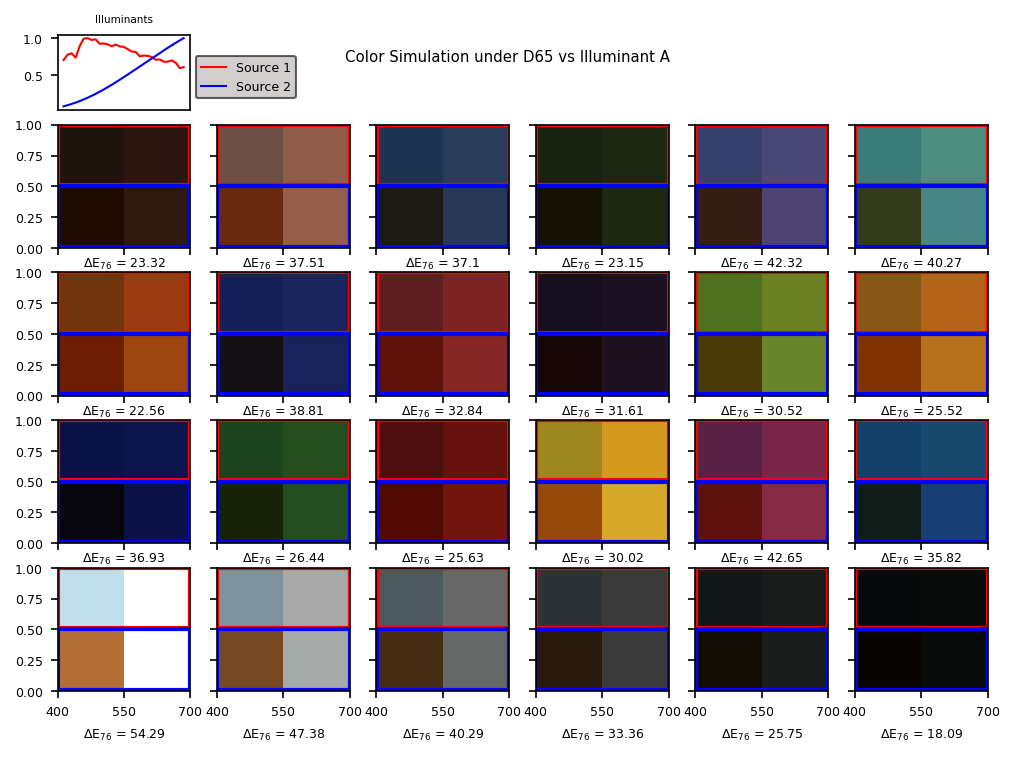 Illuminants
1.0
0.5
Source 1
Source 2
Color Simulation under D65 vs Illuminant A
1.00
0.75
0.50
0.25
0.00
ΔE76 = 23.32 ΔE76 = 37.51 ΔE76 = 37.1 ΔE76 = 23.15 ΔE76 = 42.32 ΔE76 = 40.27
1.00
0.75
0.50
0.25
0.00
ΔE76 = 22.56 ΔE76 = 38.81 ΔE76 = 32.84 ΔE76 = 31.61 ΔE76 = 30.52 ΔE76 = 25.52
1.00
0.75
0.50
0.25
0.00
ΔE76 = 36.93 ΔE76 = 26.44 ΔE76 = 25.63 ΔE76 = 30.02 ΔE76 = 42.65 ΔE76 = 35.82
1.00
0.75
0.50
0.25
0.00
400 550 700 400 550 700 400 550 700 400 550 700 400 550 700 400 550 700
ΔE76 = 54.29 ΔE76 = 47.38 ΔE76 = 40.29 ΔE76 = 33.36 ΔE76 = 25.75 ΔE76 = 18.09